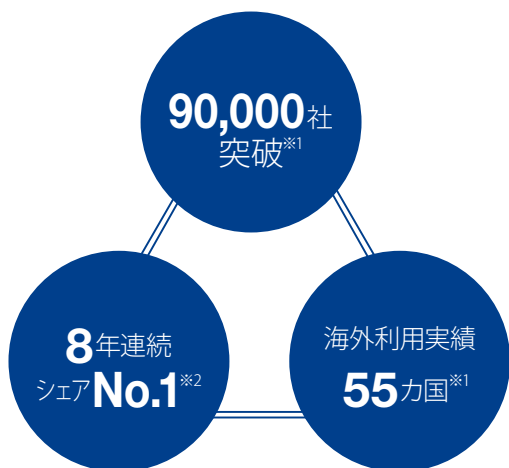 90,000社
突破※1
8年連続
シェアNo.1※2
海外利用実績
55カ国※1